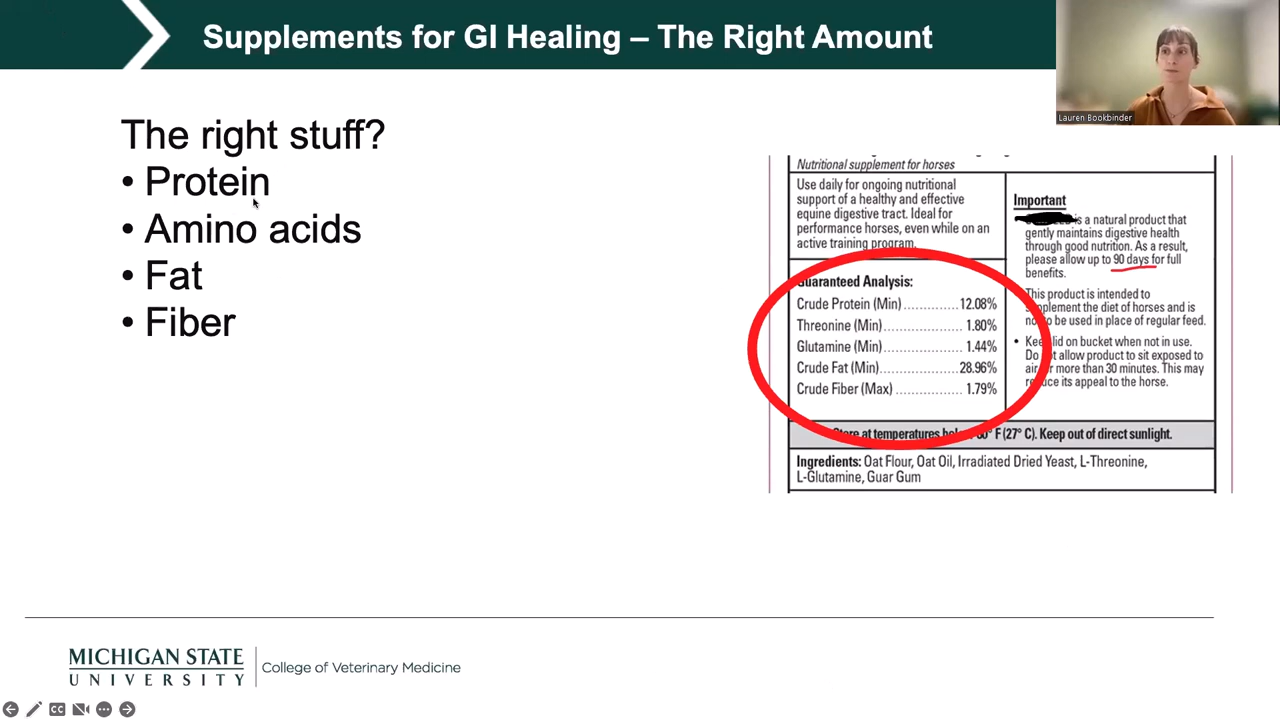 Supplements for GI Healing – The Right Amount
Lauren Bookbinder
The right stuff?
• Protein
• Amino acids
• Fat
• Fiber
Nutritional supplement for horses
Use daily for ongoing nutritional
support of a healthy and effective
equine digestive tract. Ideal for
performance horses, even while on an
active training program.
Guaranteed Analysis:
Crude Protein (Min) ............. 12.08%
Threonine (Min) ................... 1.80%
Glutamine (Min) ................... 1.44%
Crude Fat (Min) .................. 28.96%
Crude Fiber (Max) ................ 1.79%
Important
is a natural product that
gently maintains digestive health
through good nutrition. As a result,
please allow up to 90 days for full
benefits.
This product is intended to
supplement the diet of horses and is
not to be used in place of regular feed.
• Keep lid on bucket when not in use.
Do not allow product to sit exposed to
air for more than 30 minutes. This may
reduce its appeal to the horse.
Store at temperatures below 80° F (27° C). Keep out of direct sunlight.
Ingredients: Oat Flour, Oat Oil, Irradiated Dried Yeast, L-Threonine,
L-Glutamine, Guar Gum
MICHIGAN STATE
UNIVERSITY
College of Veterinary Medicine
CC